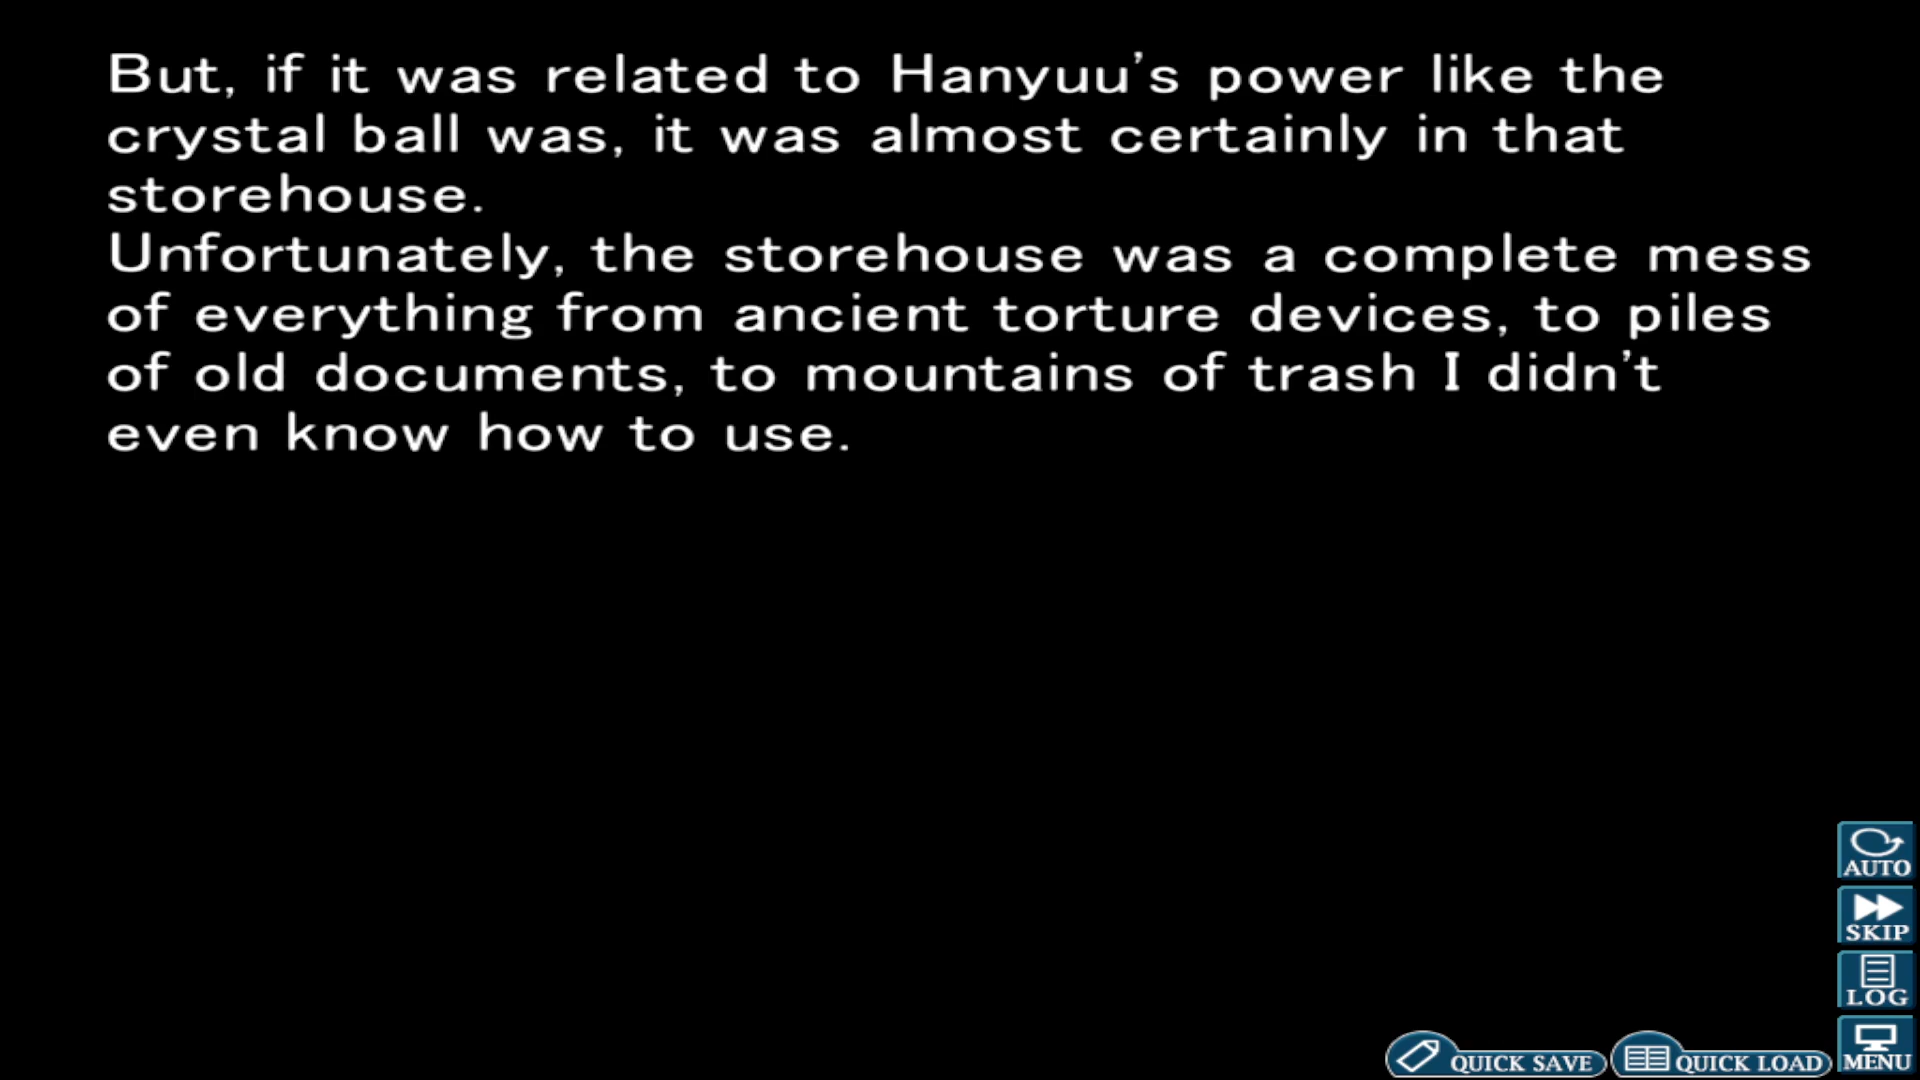 But, if it was related to Hanyuu's power like the
crystal ball was, it was almost certainly in that
storehouse.
Unfortunately, the storehouse was a complete mess
of everything from ancient torture devices, to piles
of old documents, to mountains of trash I didn't
even know how to use.
AUTO
SKIP
LOG
QUICK SAVE
QUICK LOAD
MENU